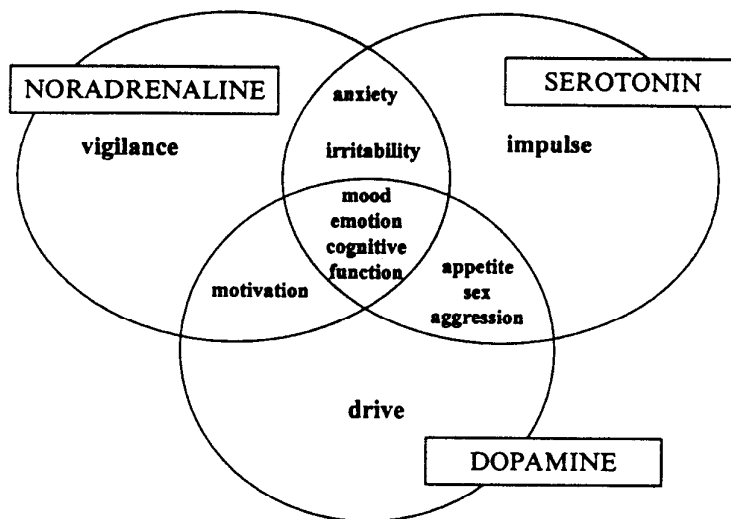 NORADRENALINE
SEROTONIN
anxiety
vigilance
irritability
impulse
mood
emotion
cognitive
function
motivation
appetite
sex
aggression
drive
DOPAMINE